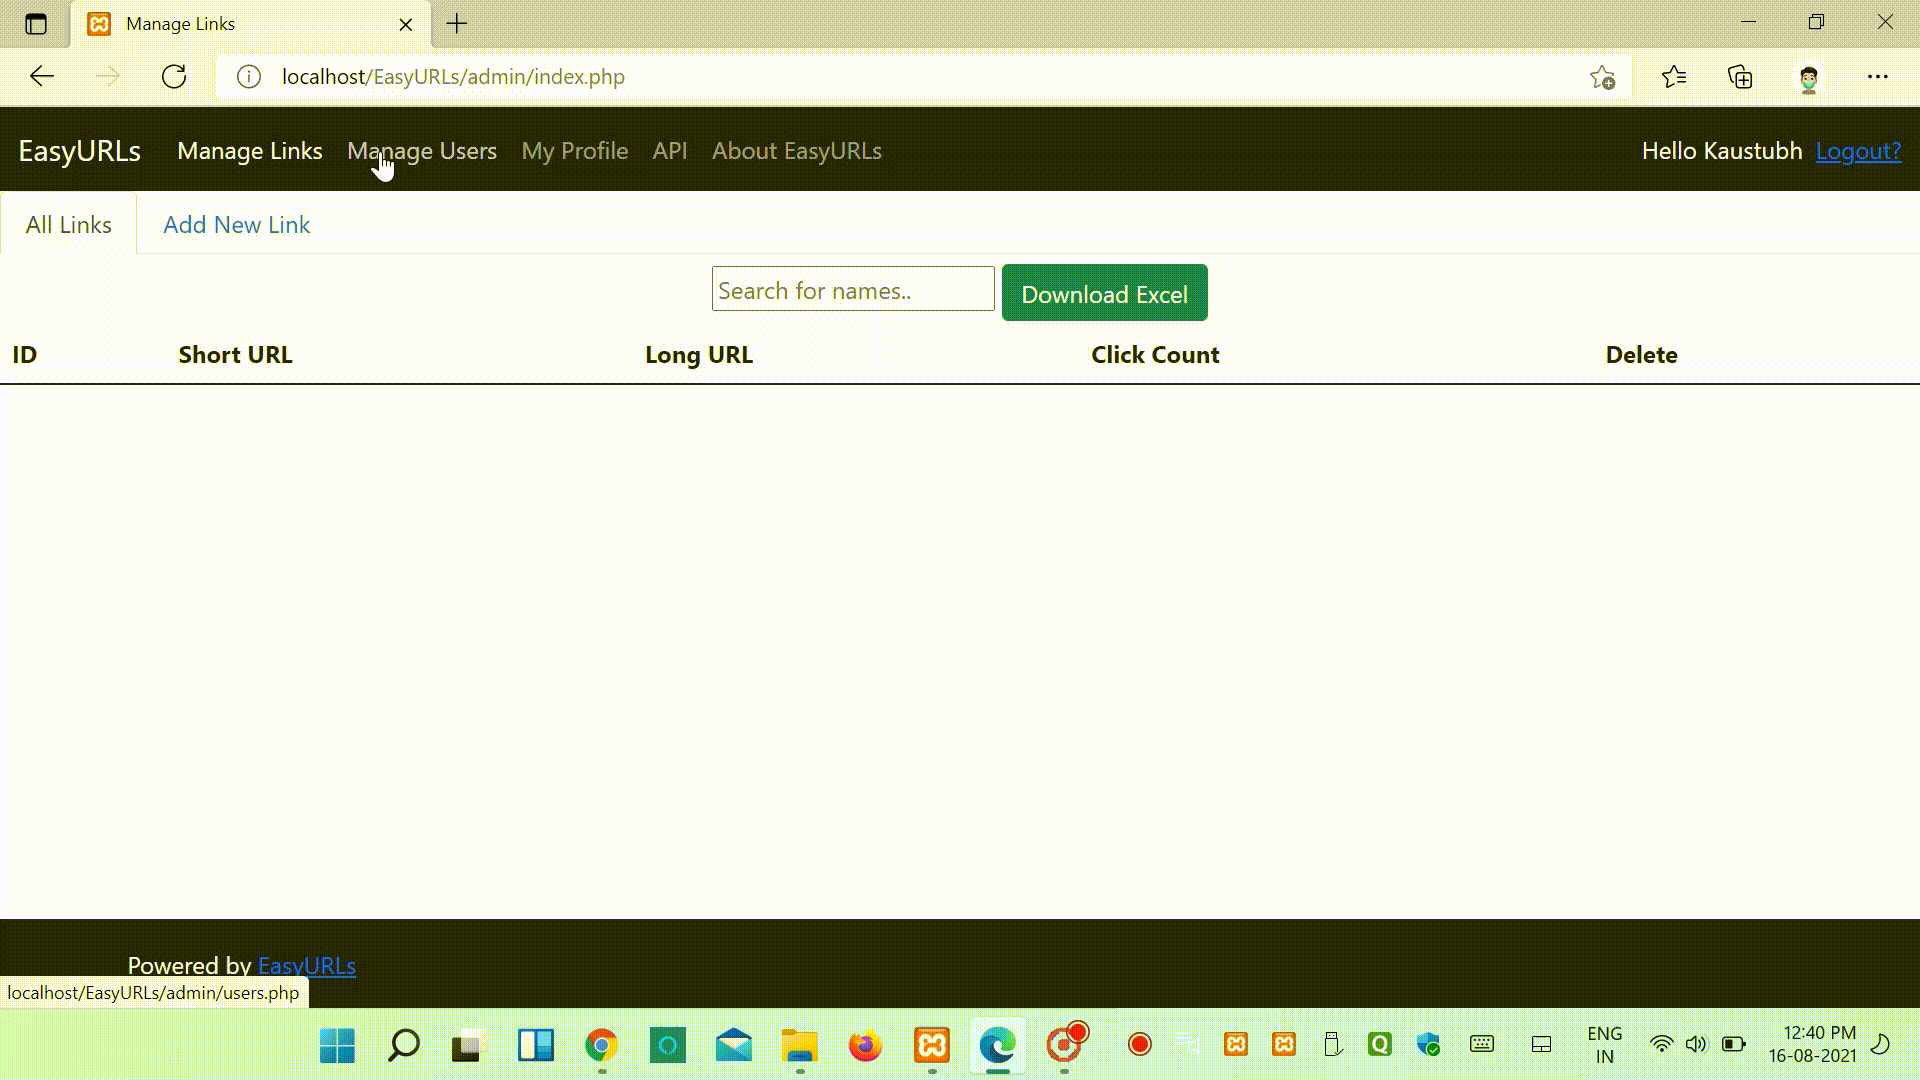 Manage Links
localhost/EasyURLs/admin/index.php
EasyURLs Manage Links Manage Users My Profile API About EasyURLs Hello Kaustubh Logout?
All Links Add New Link
Search for names.. Download Excel
ID Short URL Long URL Click Count Delete
Powered by EasyURLs
localhost/EasyURLs/admin/users.php
ENG
IN
12:40 PM
16-08-2021